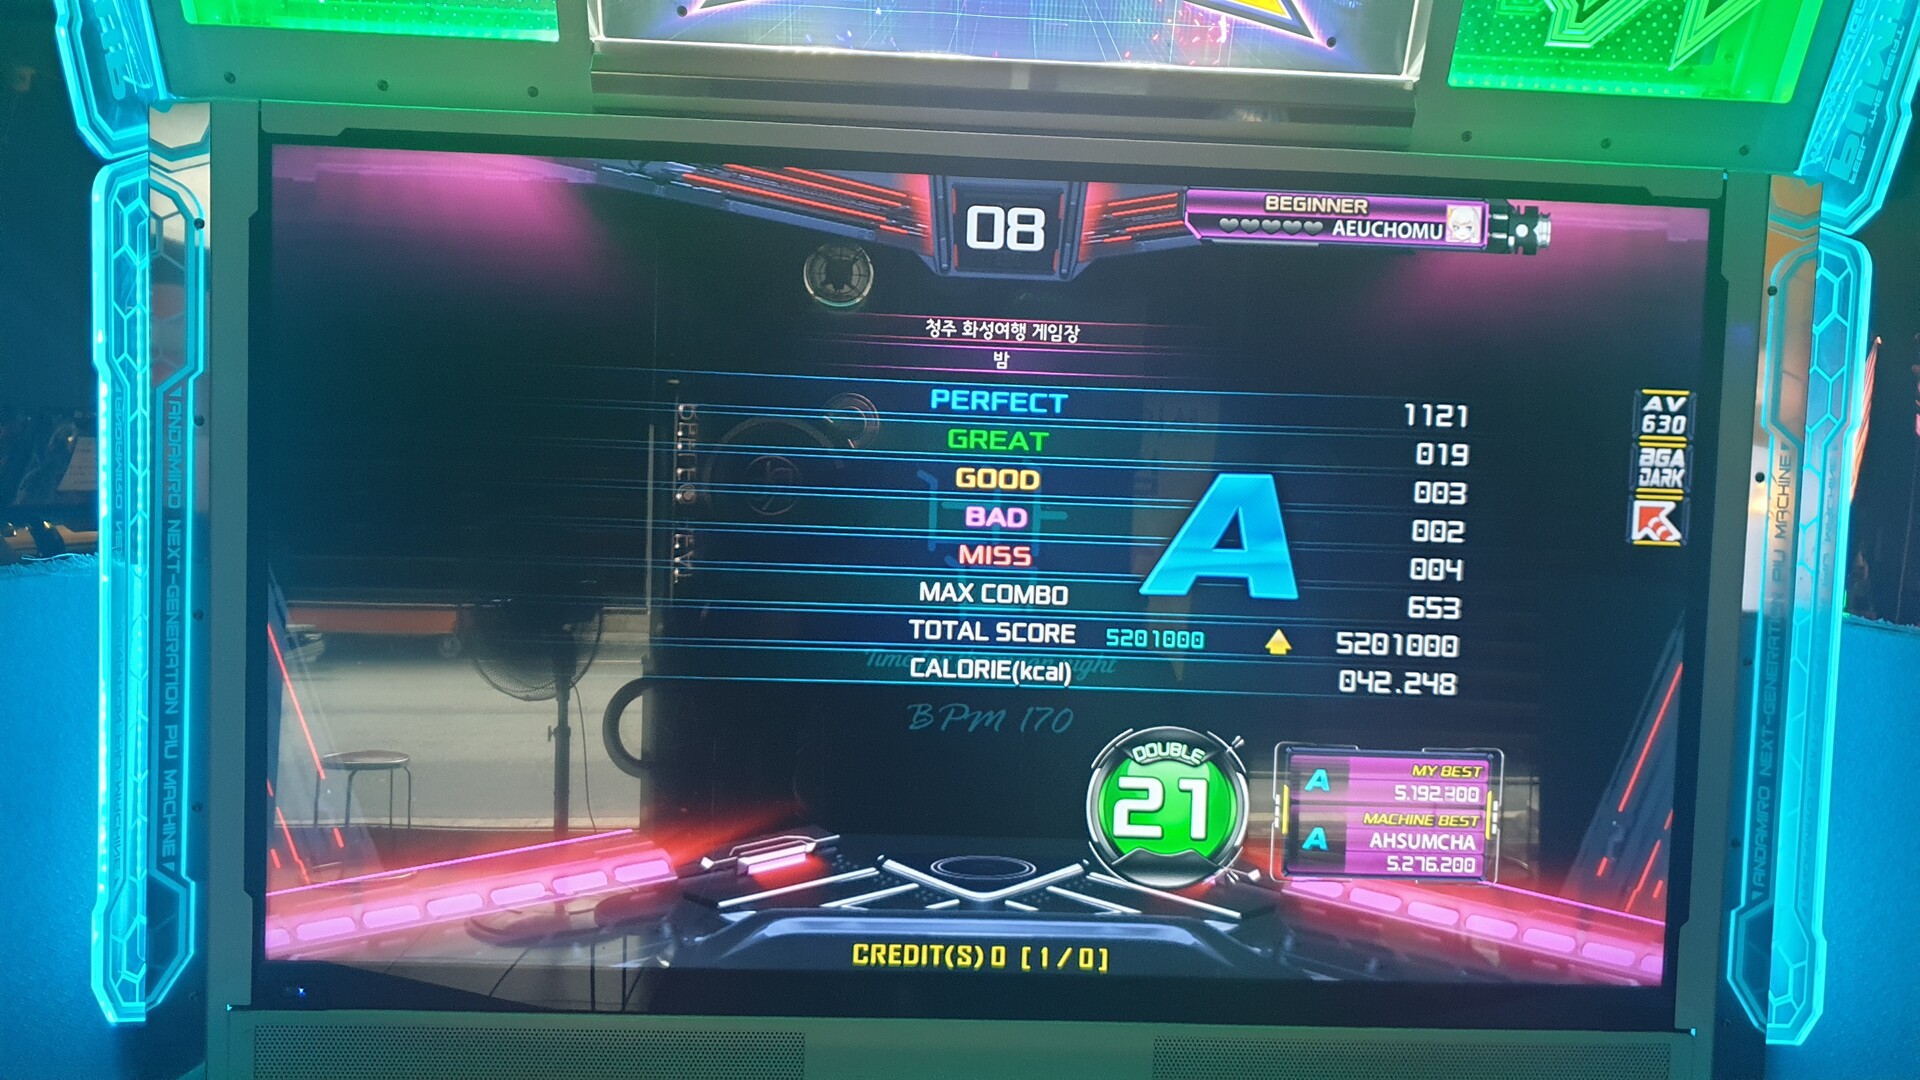 08
BEGINNER
AEUCHOMU
청주 화성여행 게임장
밤
PERFECT 1121
GREAT 019
GOOD 003
BAD 002
MISS 004
A
MAX COMBO 653
TOTAL SCORE 5201000 5201000
CALORIE(kcal) 042.248
BPM 170
AV
630
BGA
DARK
DOUBLE
21
MY BEST
A 5.192.300
MACHINE BEST
A AHSUMCHA
5.276.200
CREDIT(S) 0 [ 1 / 0 ]
ANDAMIRO NEXT-GENERATION PIU MACHINE
ANDAMIRO NEXT-GENERATION PIU MACHINE